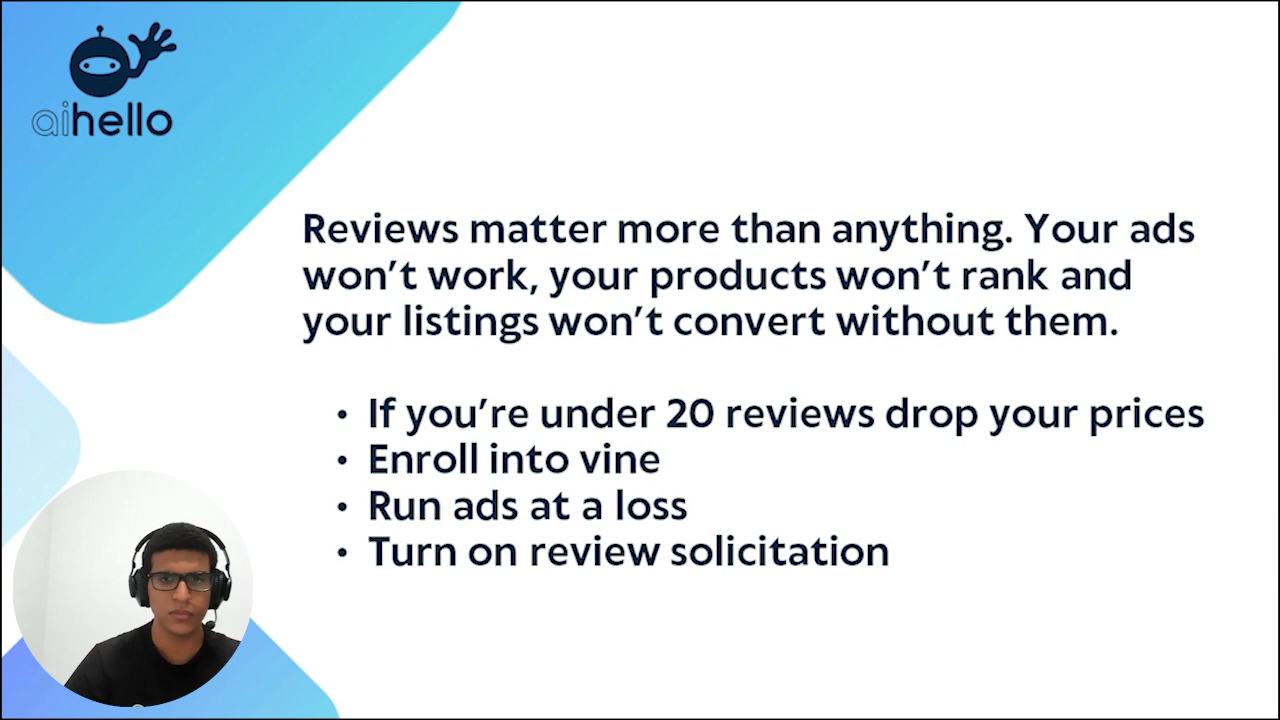 aihello
Reviews matter more than anything. Your ads
won't work, your products won't rank and
your listings won't convert without them.
• If you're under 20 reviews drop your prices
• Enroll into vine
• Run ads at a loss
• Turn on review solicitation